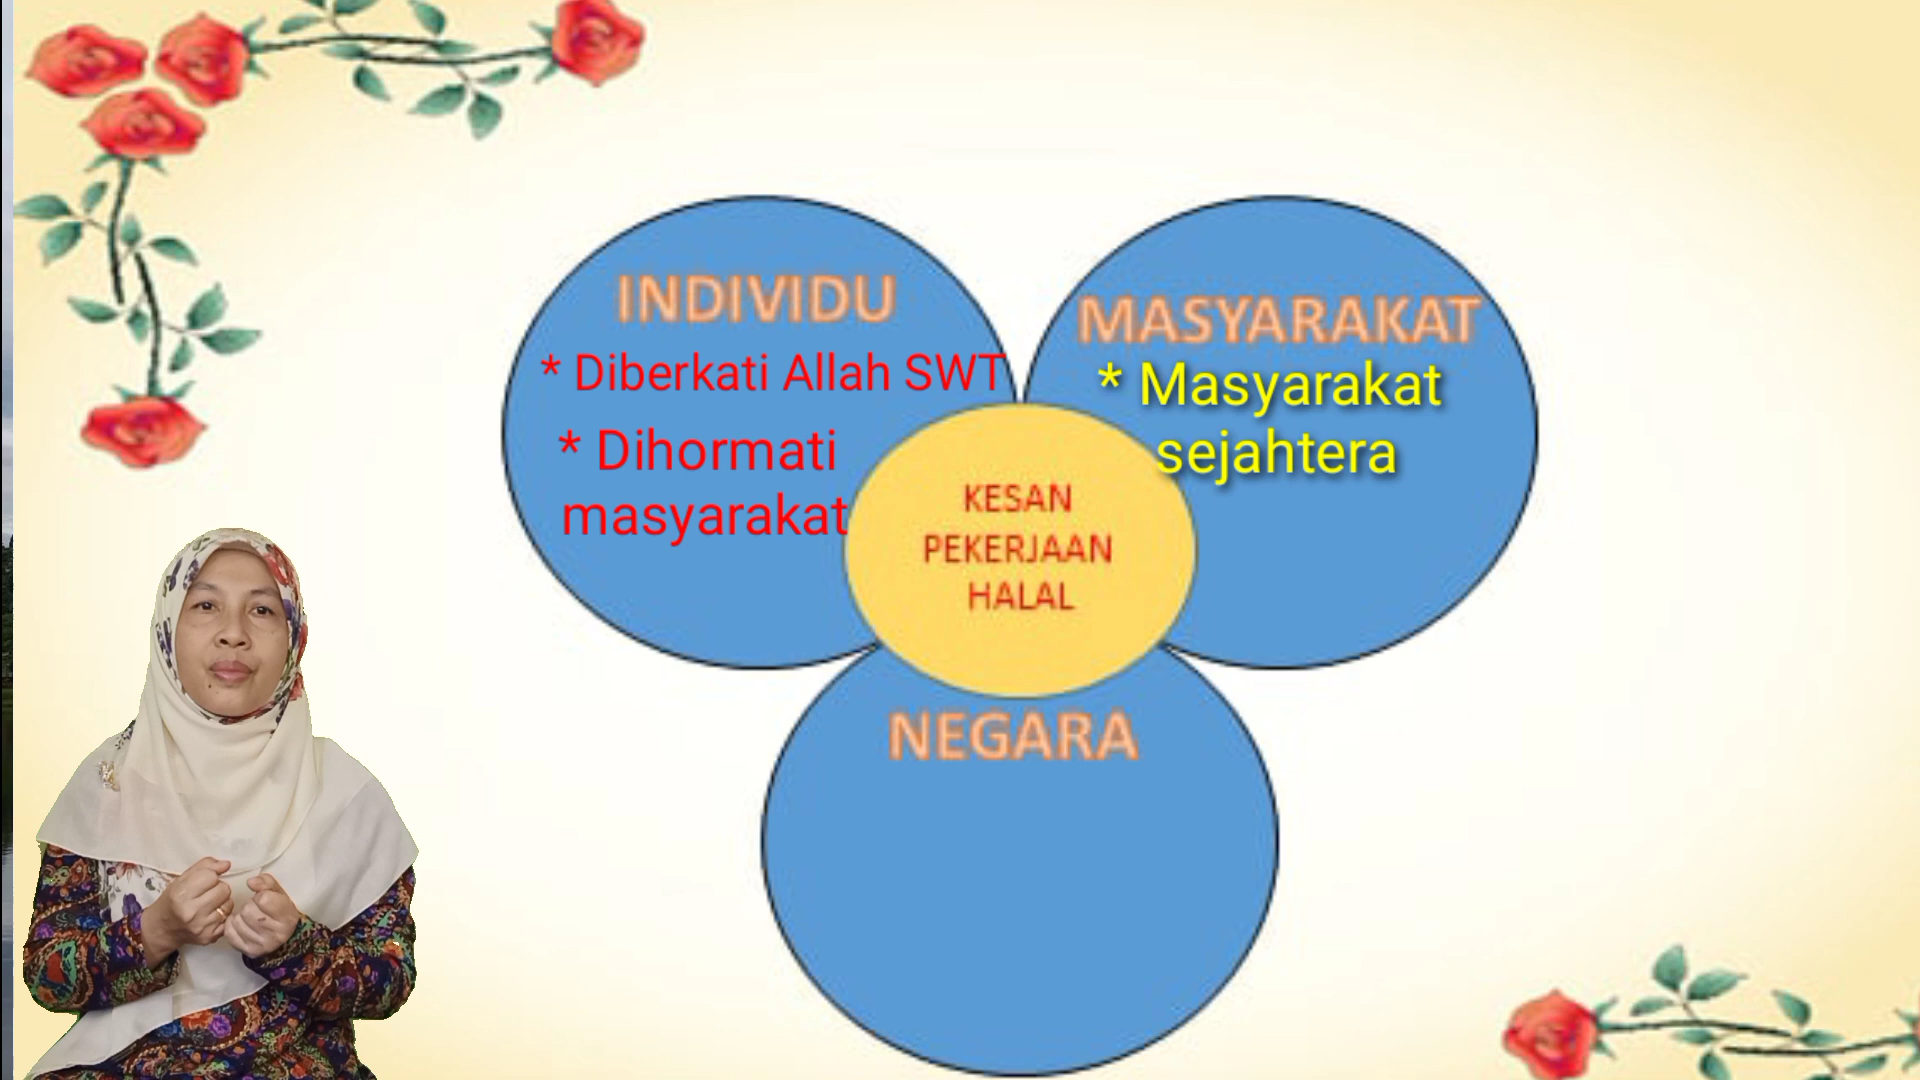 INDIVIDU
* Diberkati Allah SWT
* Dihormati
masyarakat
MASYARAKAT
* Masyarakat
sejahtera
KESAN
PEKERJAAN
HALAL
NEGARA